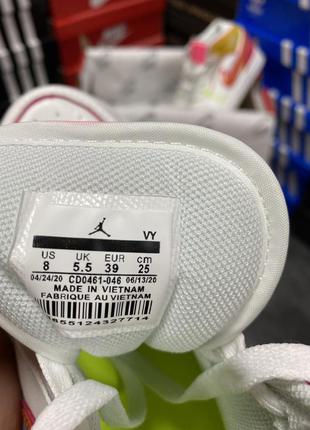 VY
US UK EUR cm
8 5.5 39 25
04/24/20 CD0461-046 06/13/20
MADE IN VIETNAM
FABRIQUE AU VIETNAM